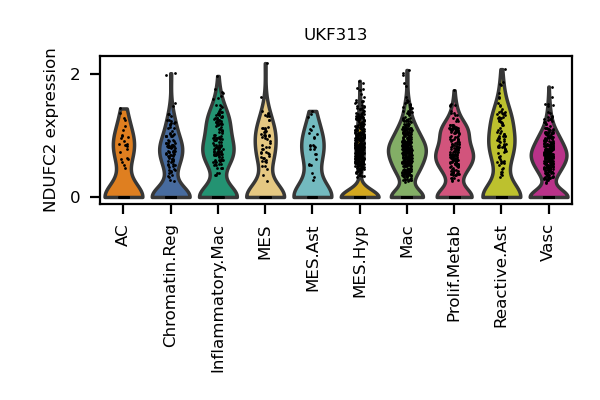 UKF313
NDUFC2 expression
2
0
AC
Chromatin.Reg
Inflammatory.Mac
MES
MES.Ast
MES.Hyp
Mac
Prolif.Metab
Reactive.Ast
Vasc